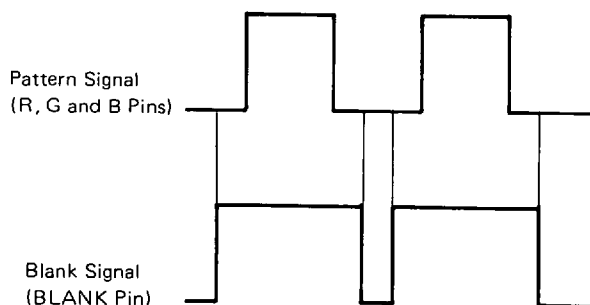 Pattern Signal
(R, G and B Pins)
Blank Signal
(BLANK Pin)